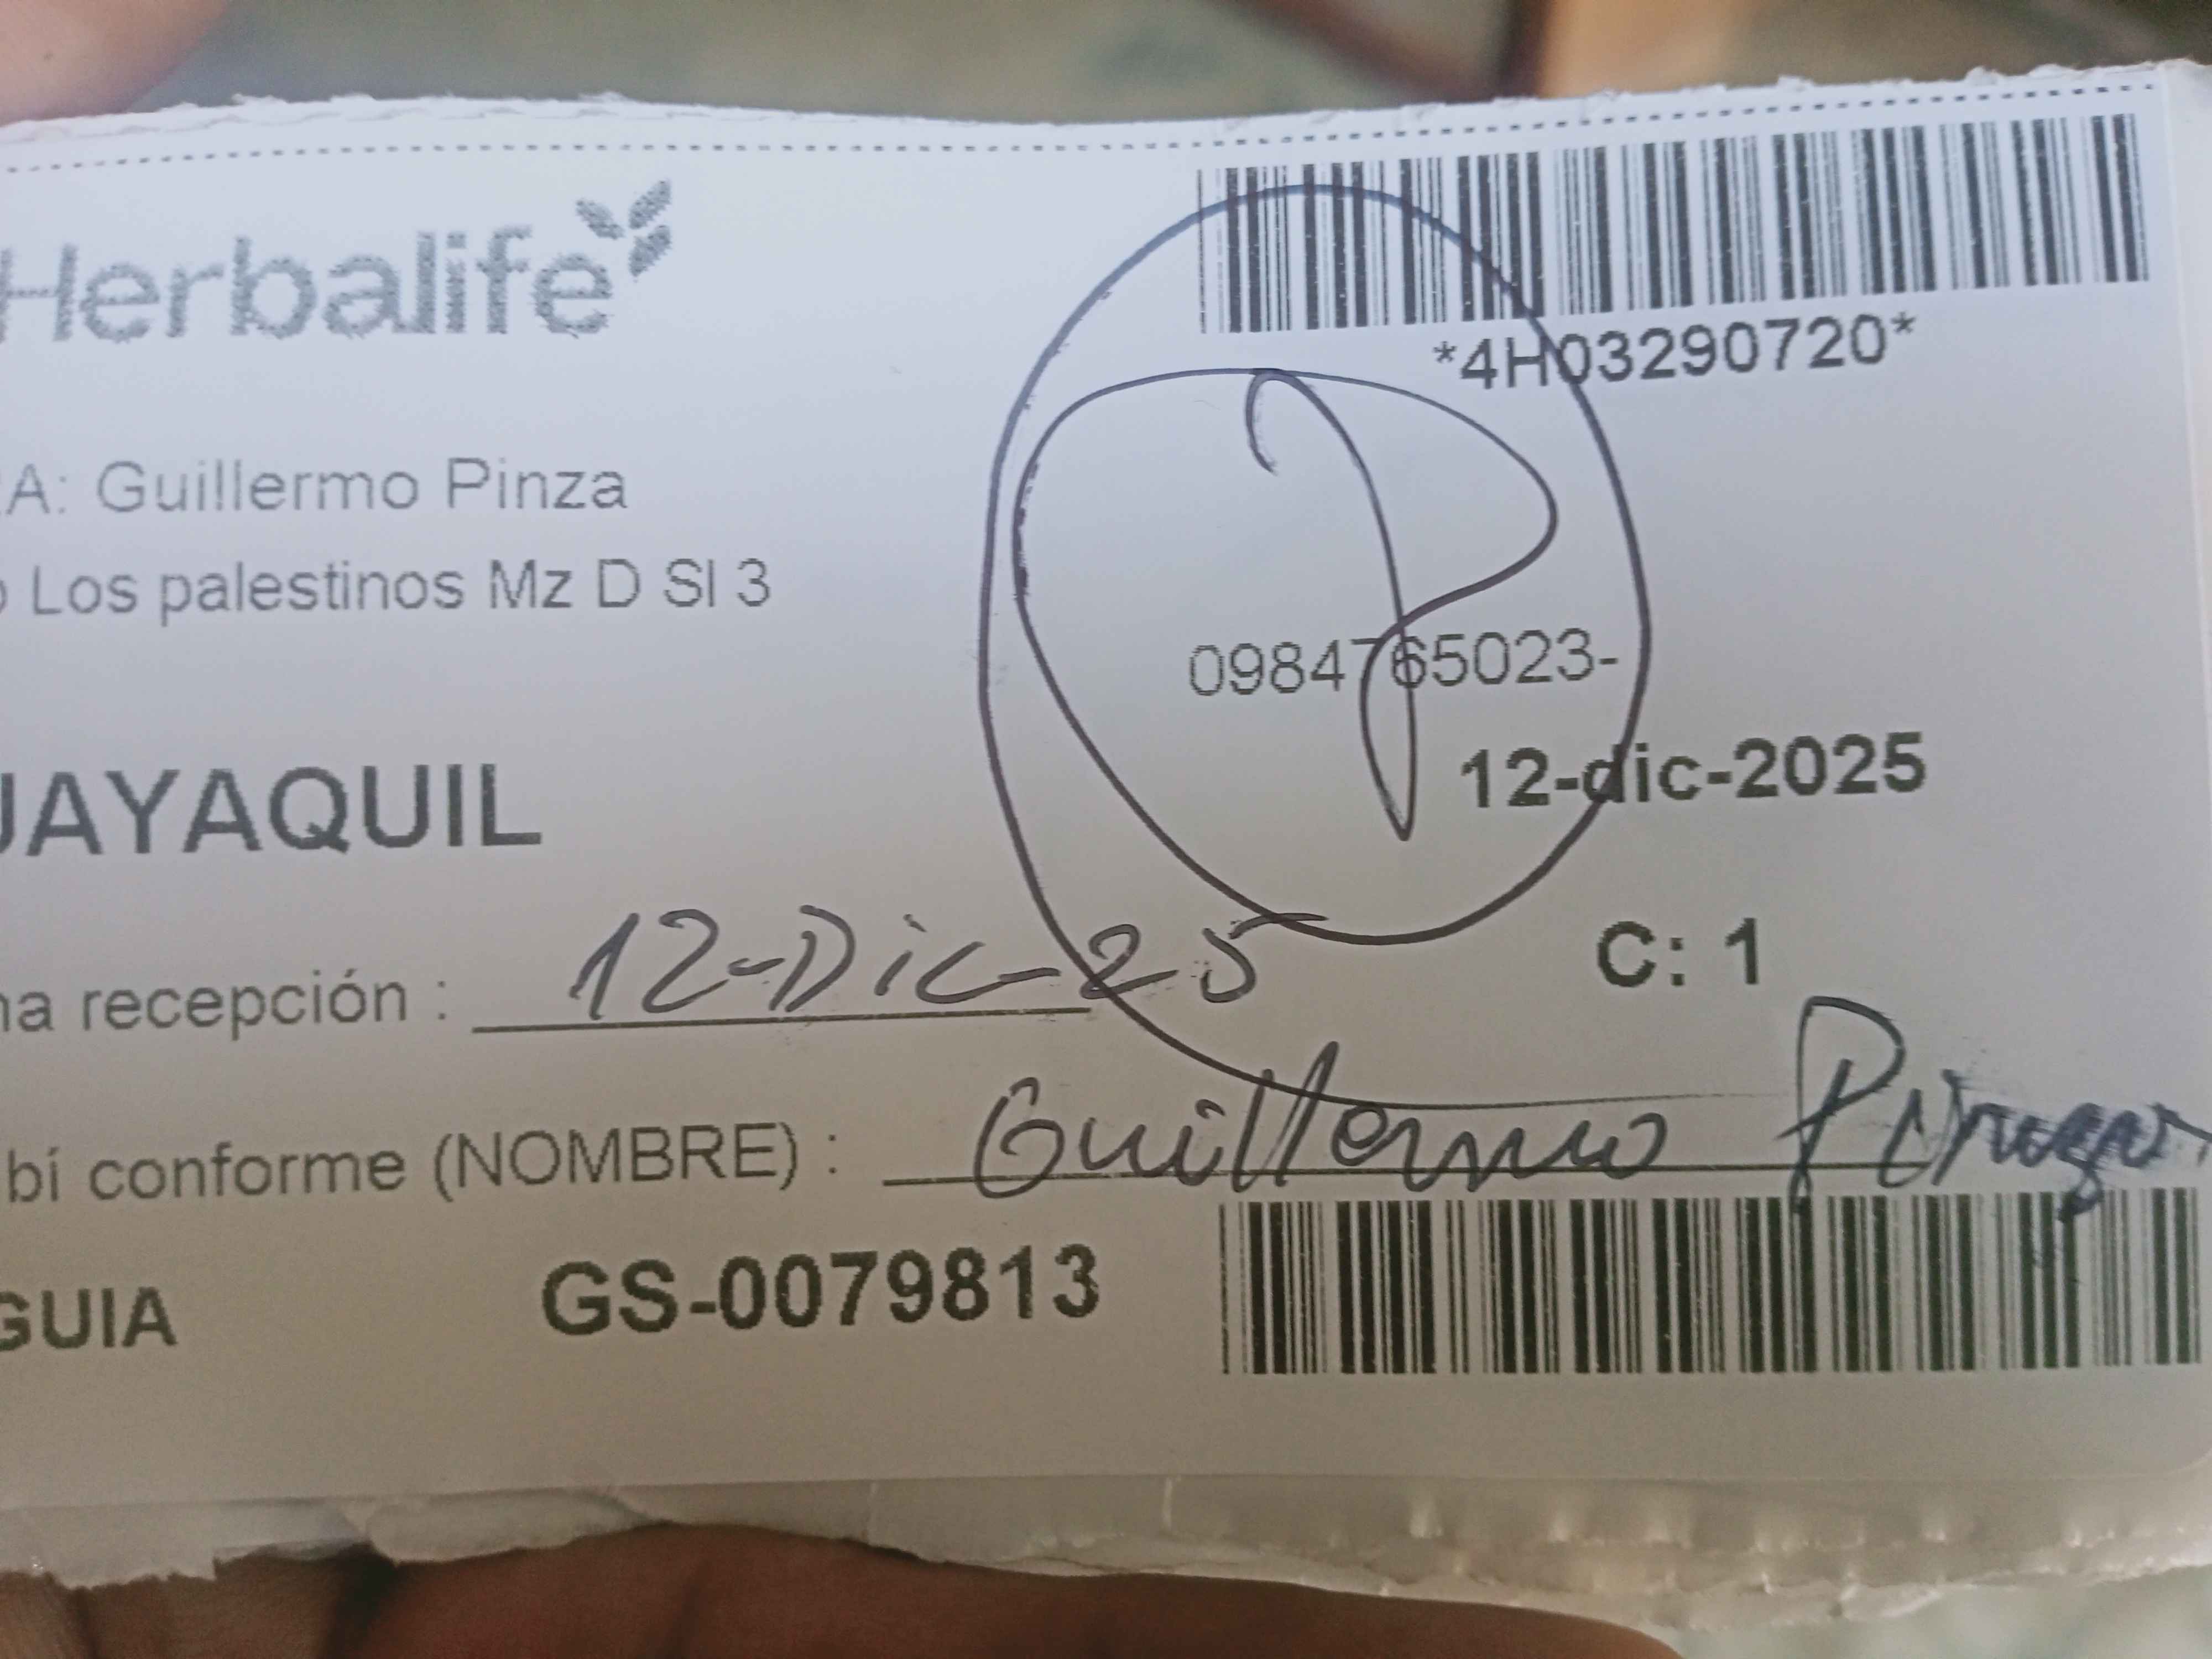 Herbalife
*4H03290720*
A: Guillermo Pinza
Los palestinos Mz D Sl 3
0984765023-
UAYAQUIL
12-dic-2025
C: 1
a recepción : 12-Dic-25
bí conforme (NOMBRE) : Guillermo Pinza
GUIA GS-0079813